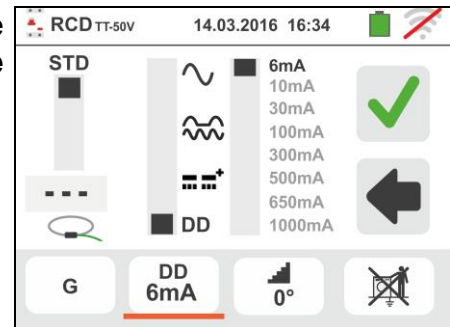 e
e
RCD TT-50V 14.03.2016 16:34
STD
6mA
10mA
30mA
100mA
300mA
500mA
650mA
1000mA
---
DD
G
DD
6mA
0°